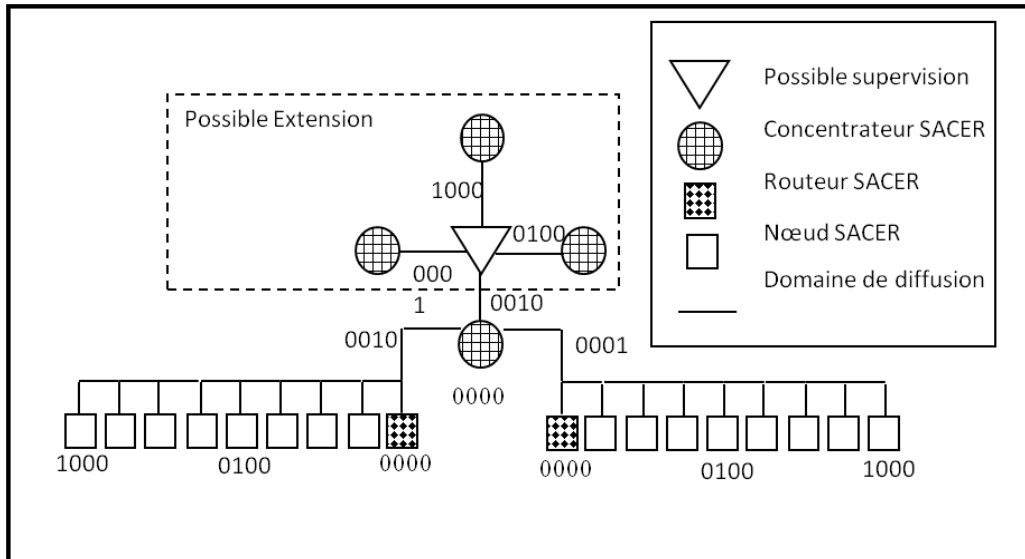 Possible Extension
1000
0100
000
1
0010
0010
0001
0000
1000
0100
0000
0000
0100
1000
Possible supervision
Concentrateur SACER
Routeur SACER
Nœud SACER
Domaine de diffusion